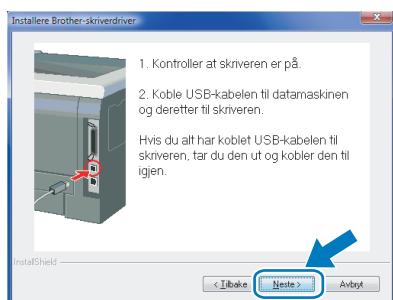 Installere Brother-skriverdriver
1. Kontroller at skriveren er på.
2. Koble USB-kabelen til datamaskinen
og deretter til skriveren.
Hvis du alt har koblet USB-kabelen til
skriveren, tar du den ut og kobler den til
igjen.
InstallShield
< Tilbake Neste > Avbryt